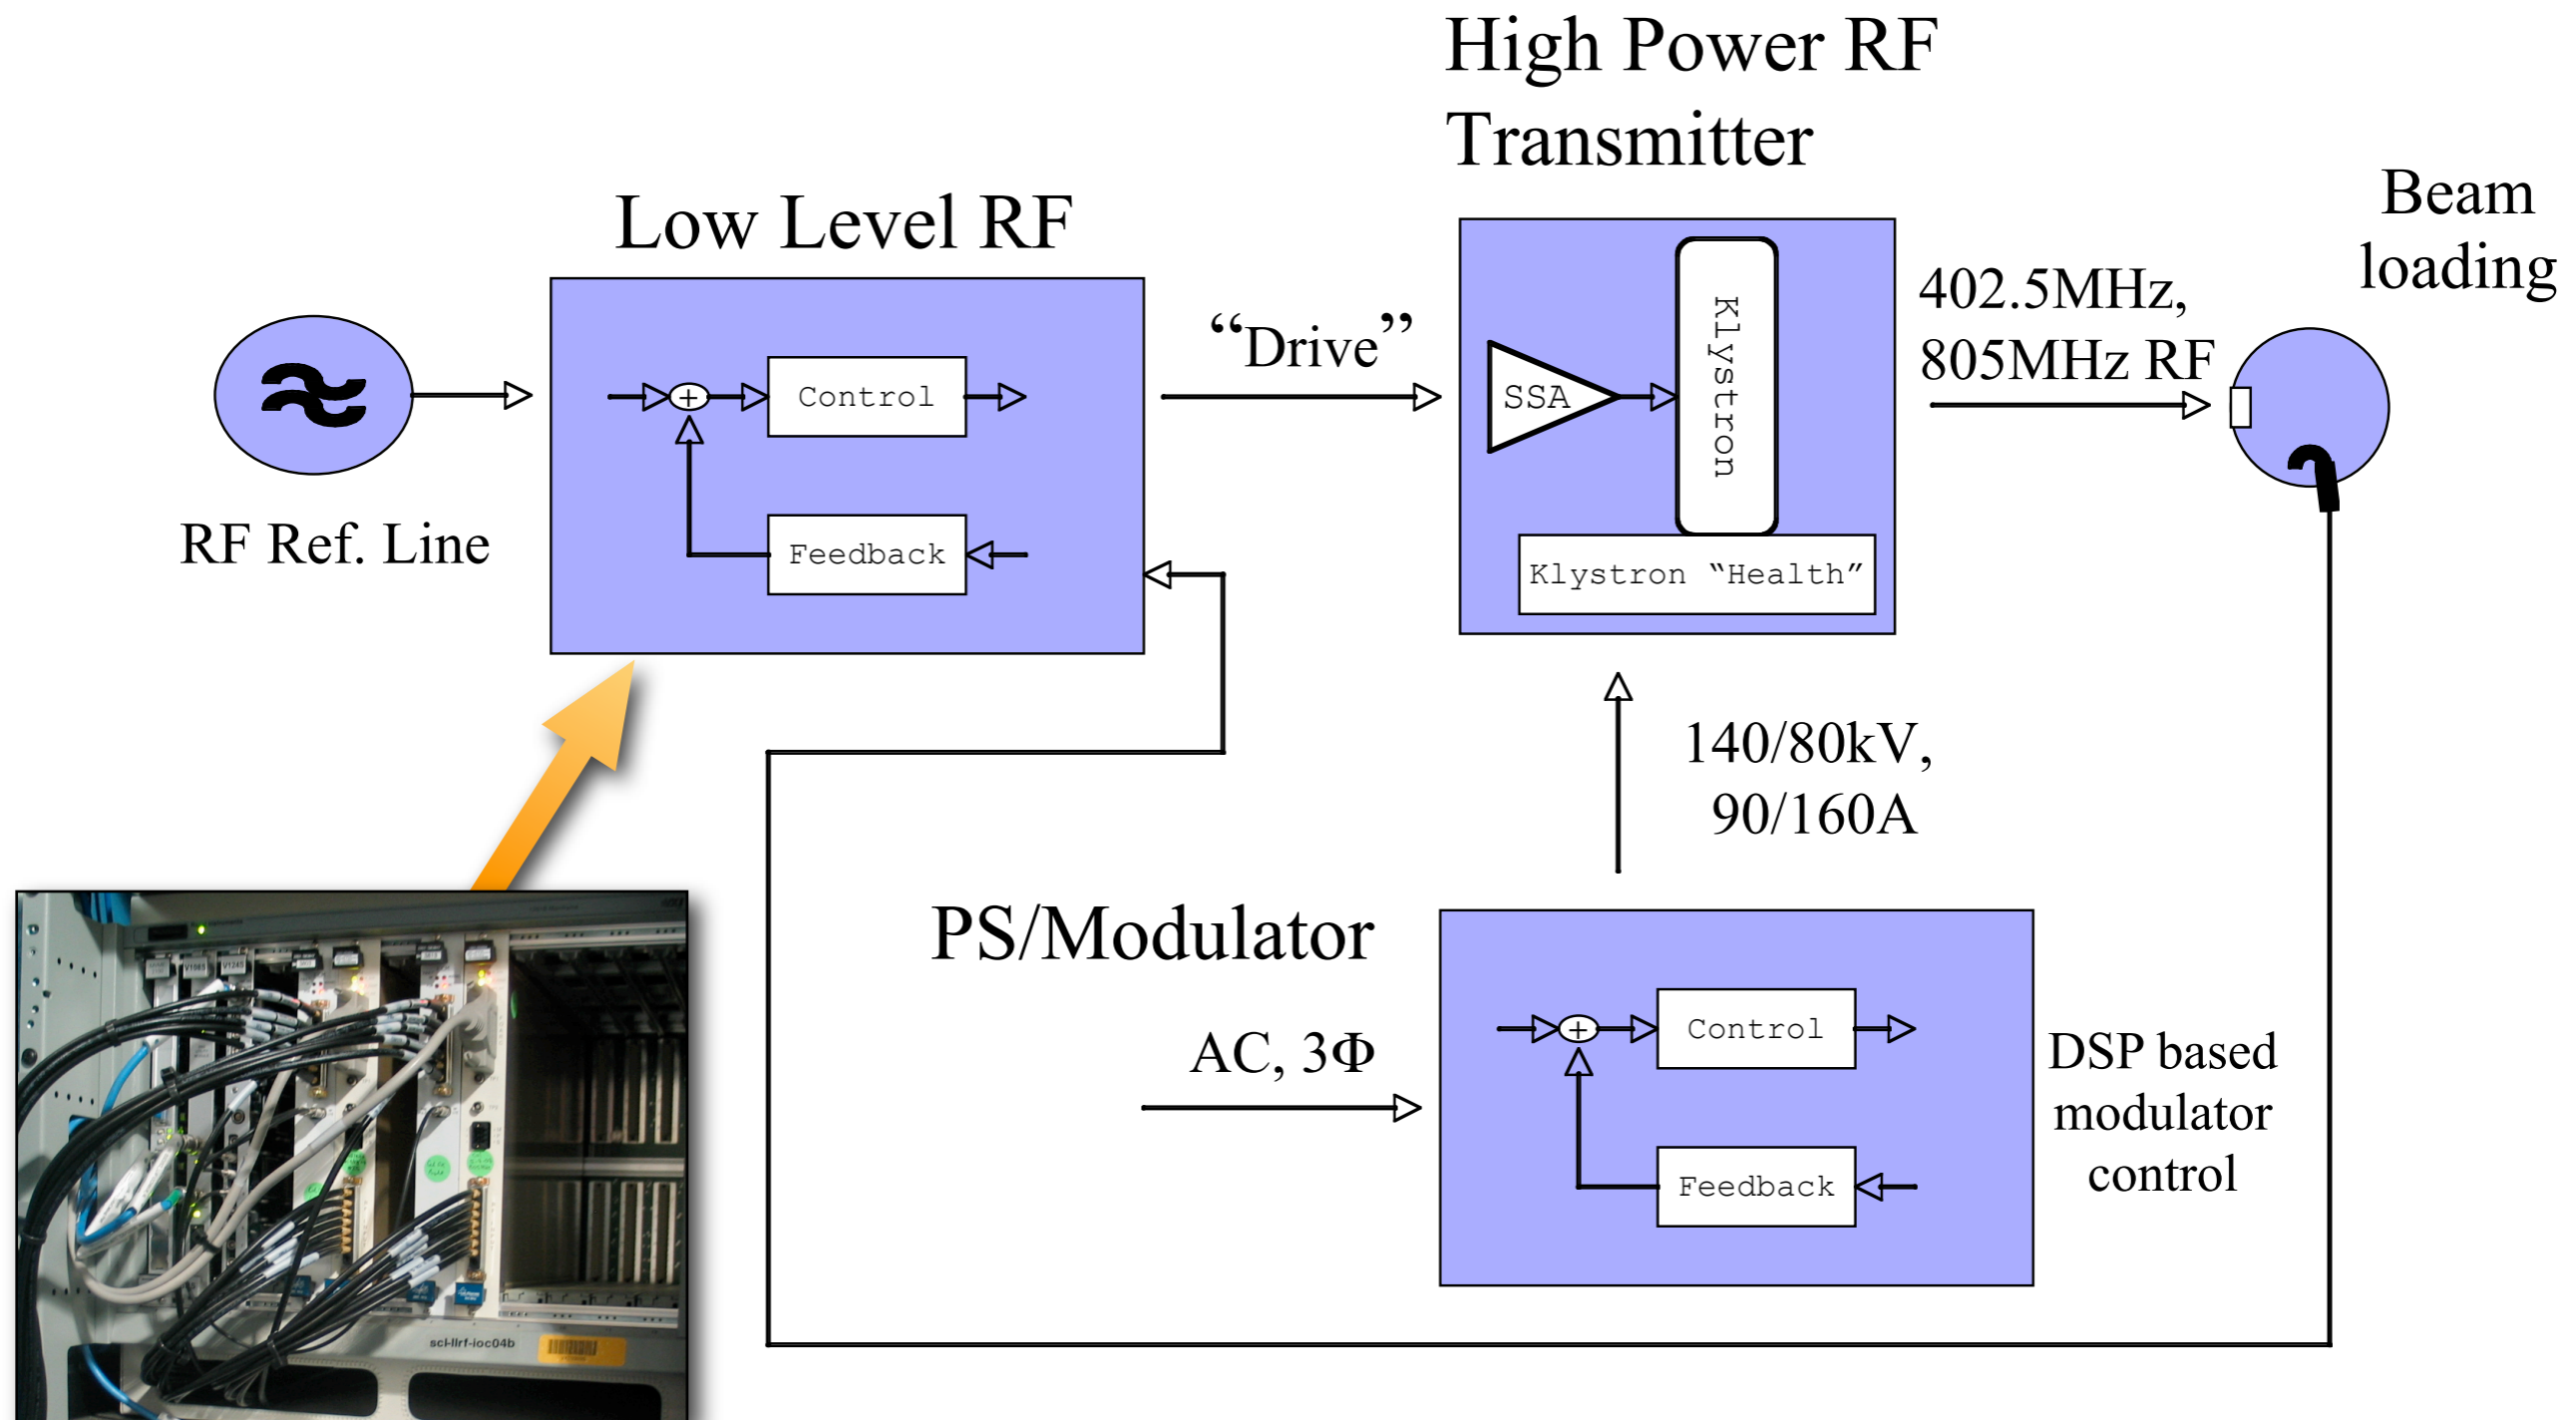 High Power RF
Transmitter
Beam
loading
Low Level RF
402.5MHz,
805MHz RF
“Drive”
Klystron
SSA
Control
RF Ref. Line
Feedback
Klystron “Health”
140/80kV,
90/160A
PS/Modulator
AC, 3Φ
Control
DSP based
modulator
control
Feedback
V1245
scl-llrf-ioc04b